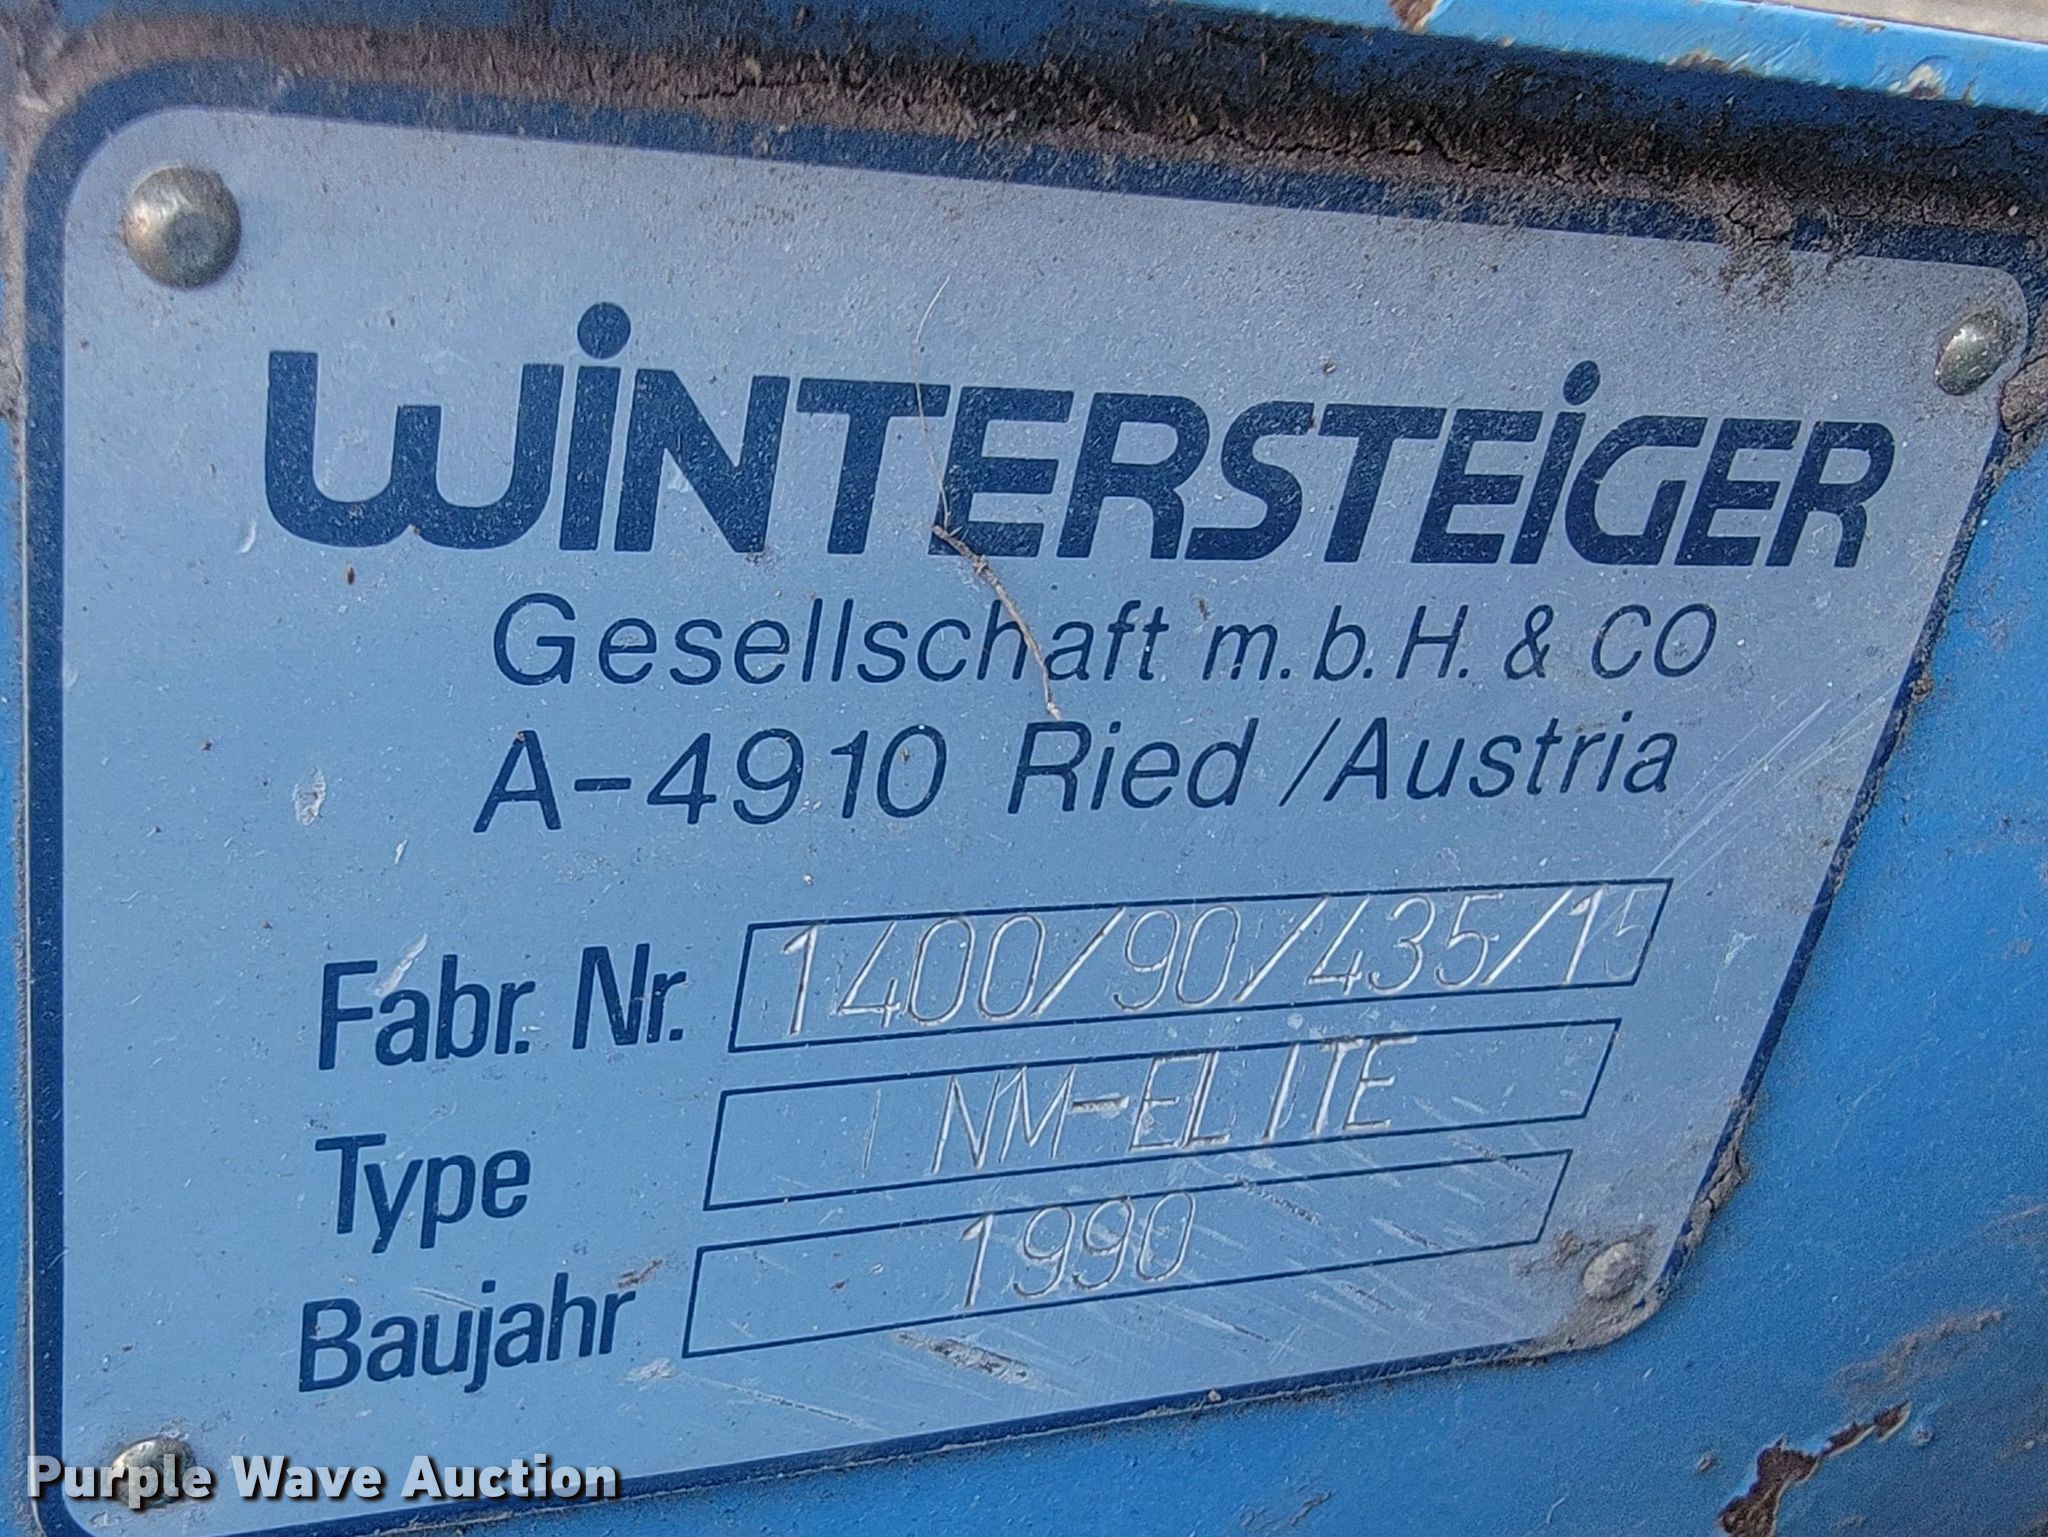 WiNTERSTEiGER
Gesellschaft m.b.H. & CO
A-4910 Ried /Austria
Fabr. Nr. 1400/90/435/15
Type NM-ELITE
Baujahr 1990
Purple Wave Auction